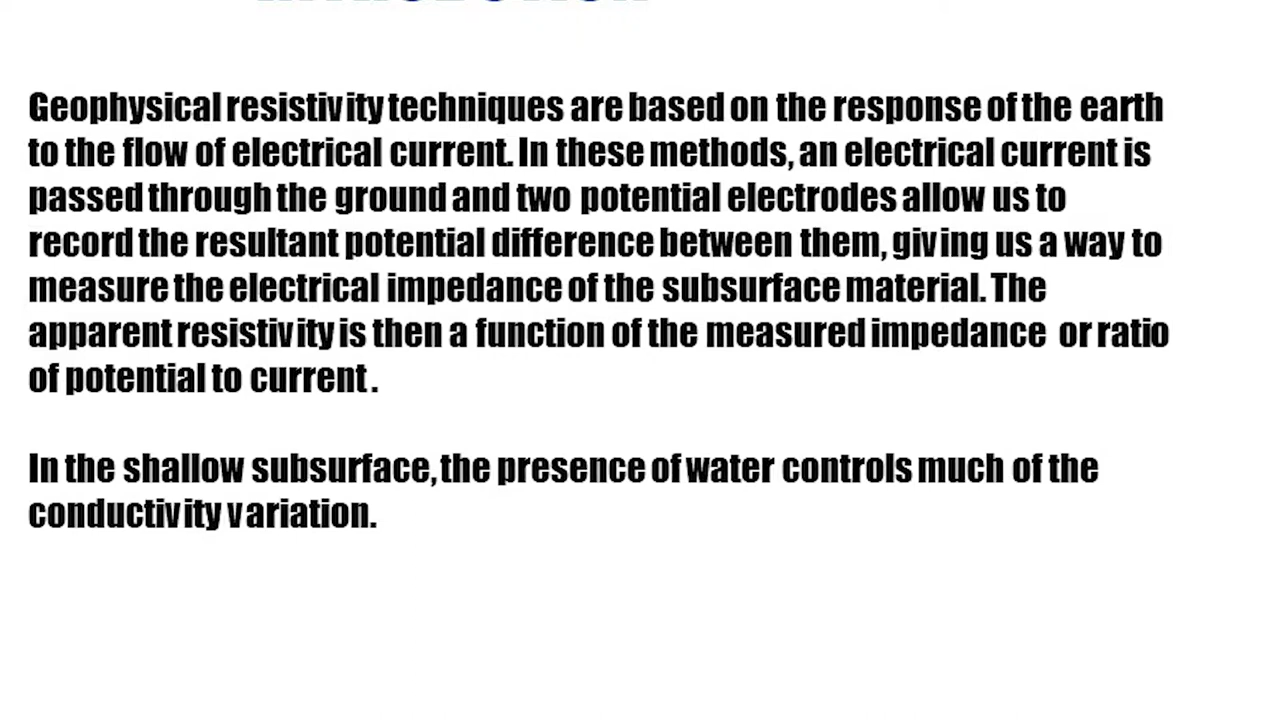 Geophysical resistivity techniques are based on the response of the earth
to the flow of electrical current. In these methods, an electrical current is
passed through the ground and two potential electrodes allow us to
record the resultant potential difference between them, giving us a way to
measure the electrical impedance of the subsurface material. The
apparent resistivity is then a function of the measured impedance or ratio
of potential to current.
In the shallow subsurface, the presence of water controls much of the
conductivity variation.